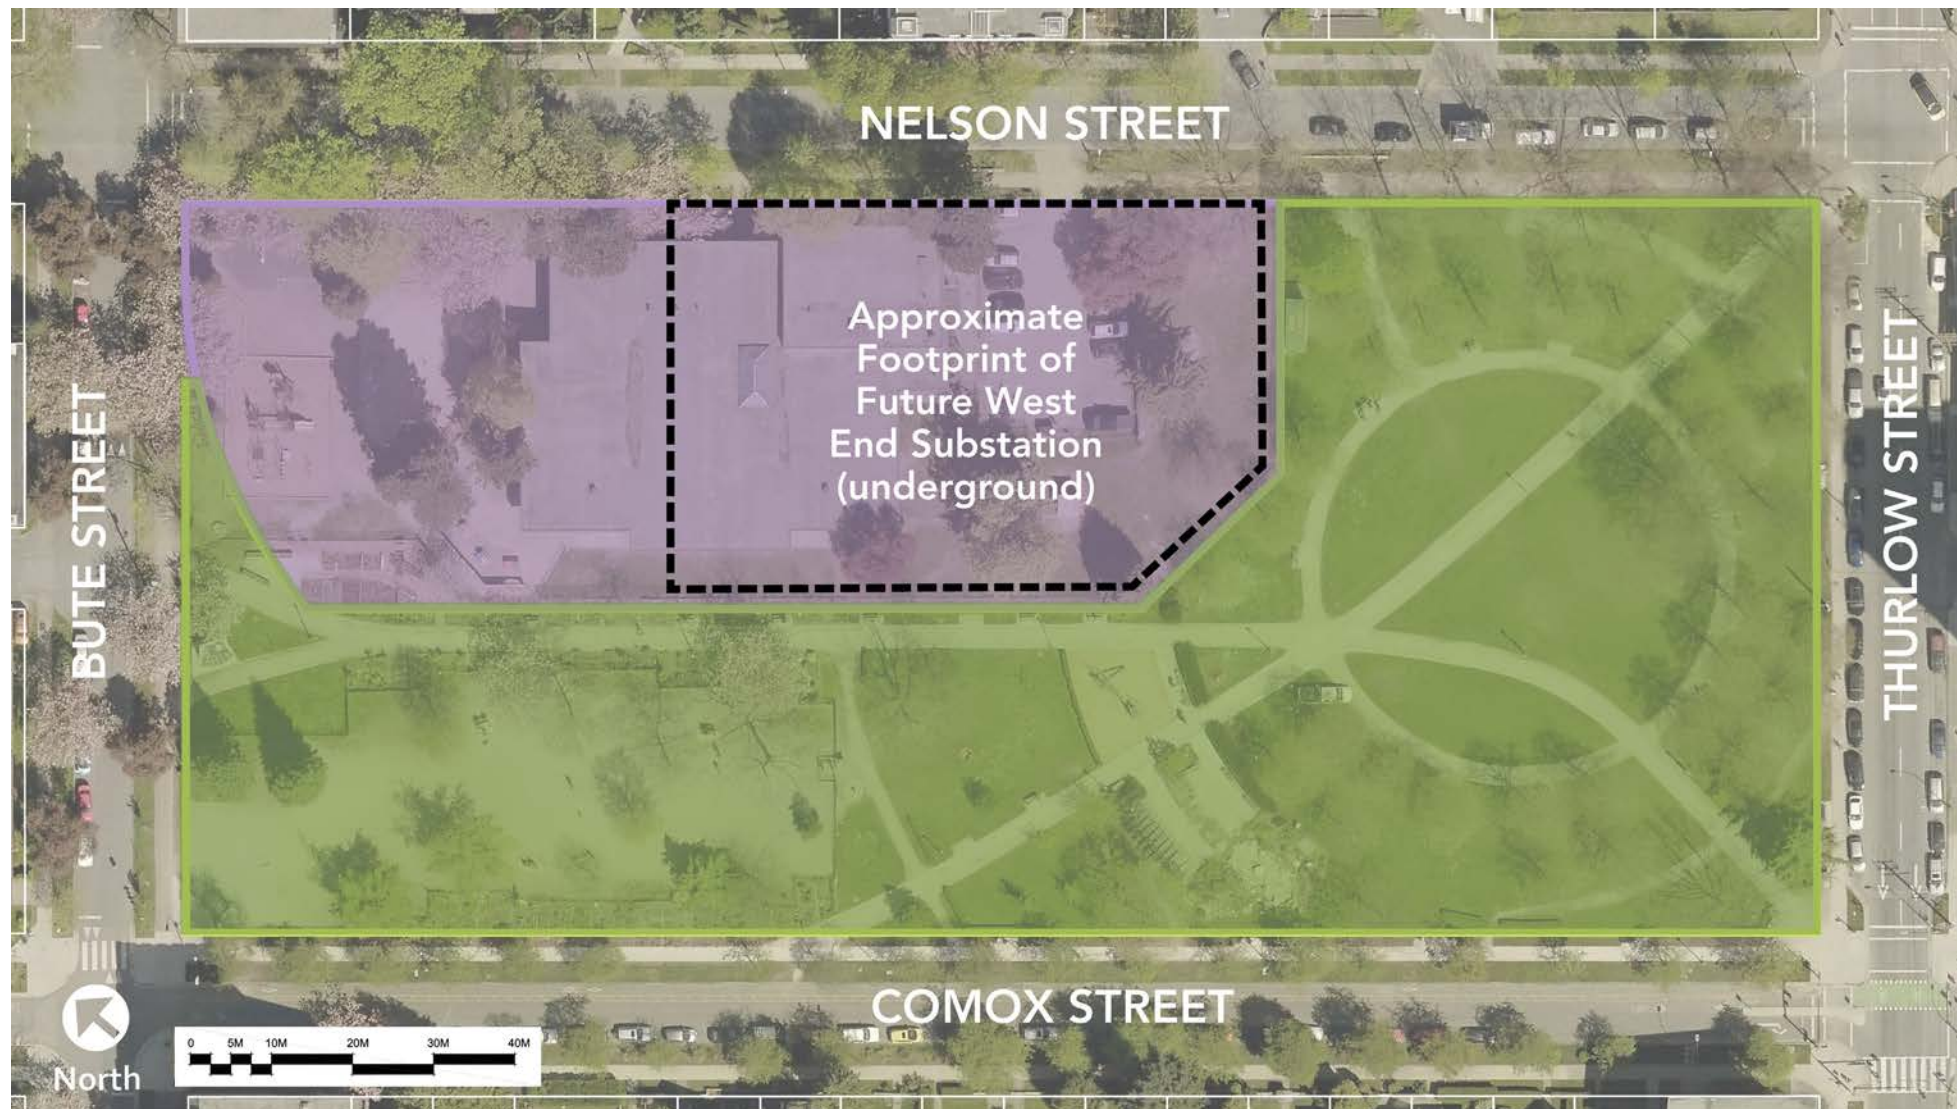 NELSON STREET
Approximate
Footprint of
Future West
End Substation
(underground)
BUTE STREET
THURLOW STREET
COMOX STREET
North
0 5M 10M 20M 30M 40M